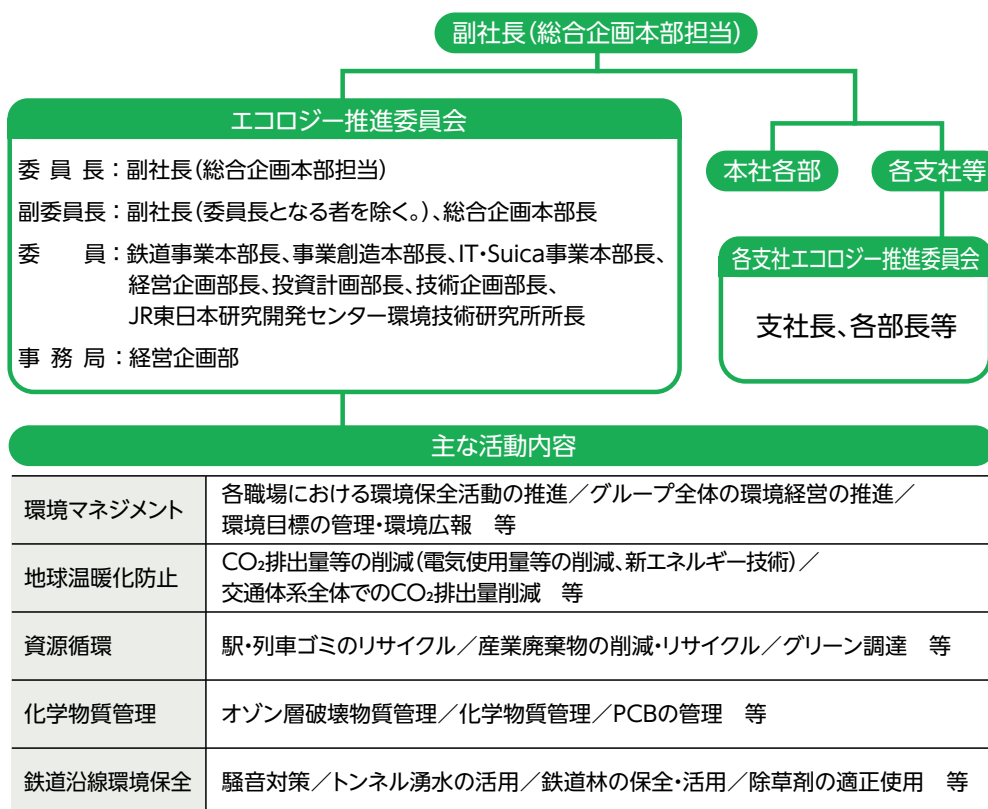 副社長(総合企画本部担当)
エコロジー推進委員会
委員長:副社長(総合企画本部担当)
副委員長:副社長(委員長となる者を除く。)、総合企画本部長
委員:鉄道事業本部長、事業創造本部長、IT・Suica事業本部長、
経営企画部長、投資計画部長、技術企画部長、
JR東日本研究開発センター環境技術研究所所長
事務局:経営企画部
本社各部
各支社等
各支社エコロジー推進委員会
支社長、各部長等
主な活動内容
環境マネジメント
各職場における環境保全活動の推進/グループ全体の環境経営の推進/
環境目標の管理・環境広報 等
地球温暖化防止
CO₂排出量等の削減(電気使用量等の削減、新エネルギー技術)/
交通体系全体でのCO₂排出量削減 等
資源循環
駅・列車ゴミのリサイクル/産業廃棄物の削減・リサイクル/グリーン調達 等
化学物質管理
オゾン層破壊物質管理/化学物質管理/PCBの管理 等
鉄道沿線環境保全
騒音対策/トンネル湧水の活用/鉄道林の保全・活用/除草剤の適正使用 等